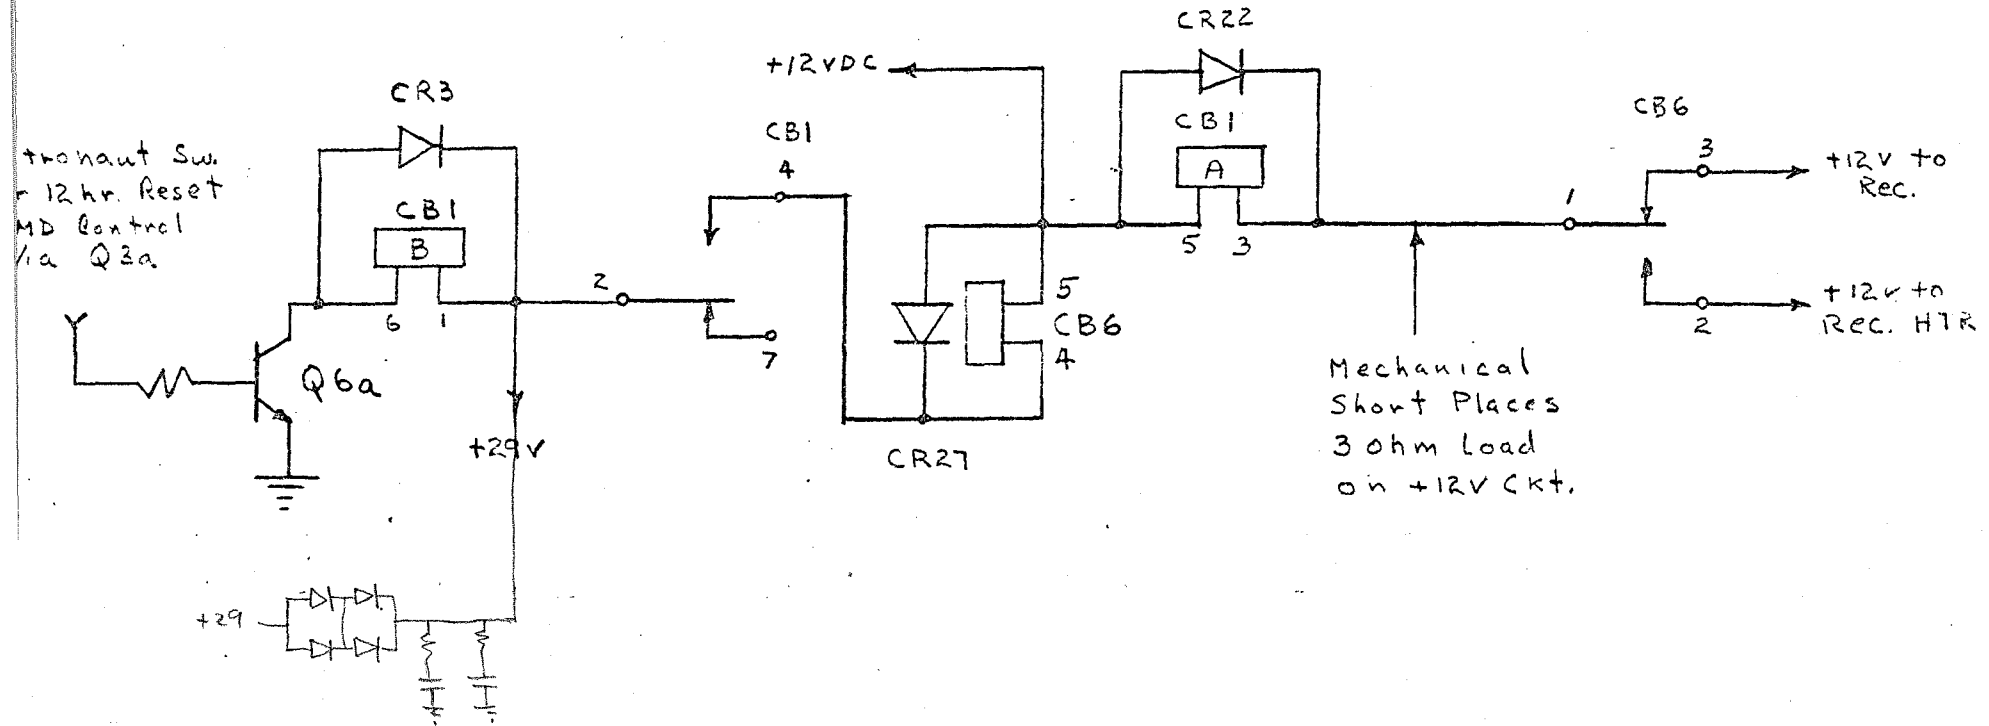 CR22
+12VDC
CR3
CB6
CB1
CB1
4
3
+12V to
Rec.
tronaut Sw.
r 12 hr. Reset
MD Control
Via Q3a
A
CB1
B
1
5
3
2
6
1
5
CB6
4
+12V to
Rec. HTR
2
7
Q6a
Mechanical
Short Places
3 ohm Load
on +12V Ckt.
+29V
CR27
+29